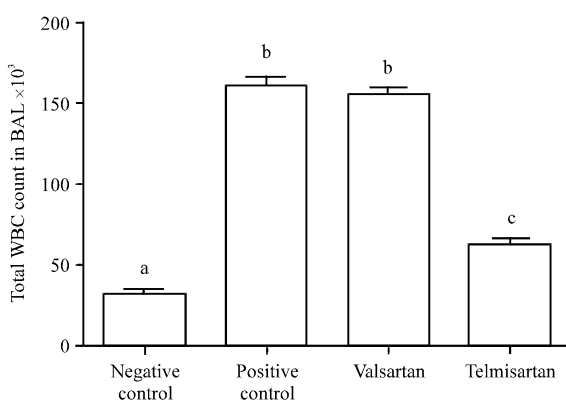 Total WBC count in BAL ×10³
200
150
100
50
0
a
b
b
c
Negative
control
Positive
control
Valsartan
Telmisartan